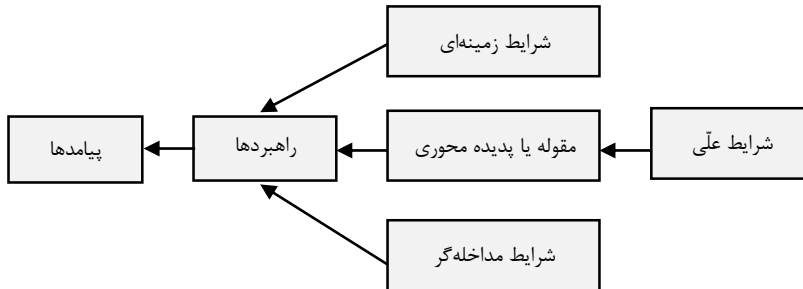 شرایط زمینه‌ای
شرایط علّی
مقوله یا پدیده محوری
راهبردها
پیامدها
شرایط مداخله‌گر